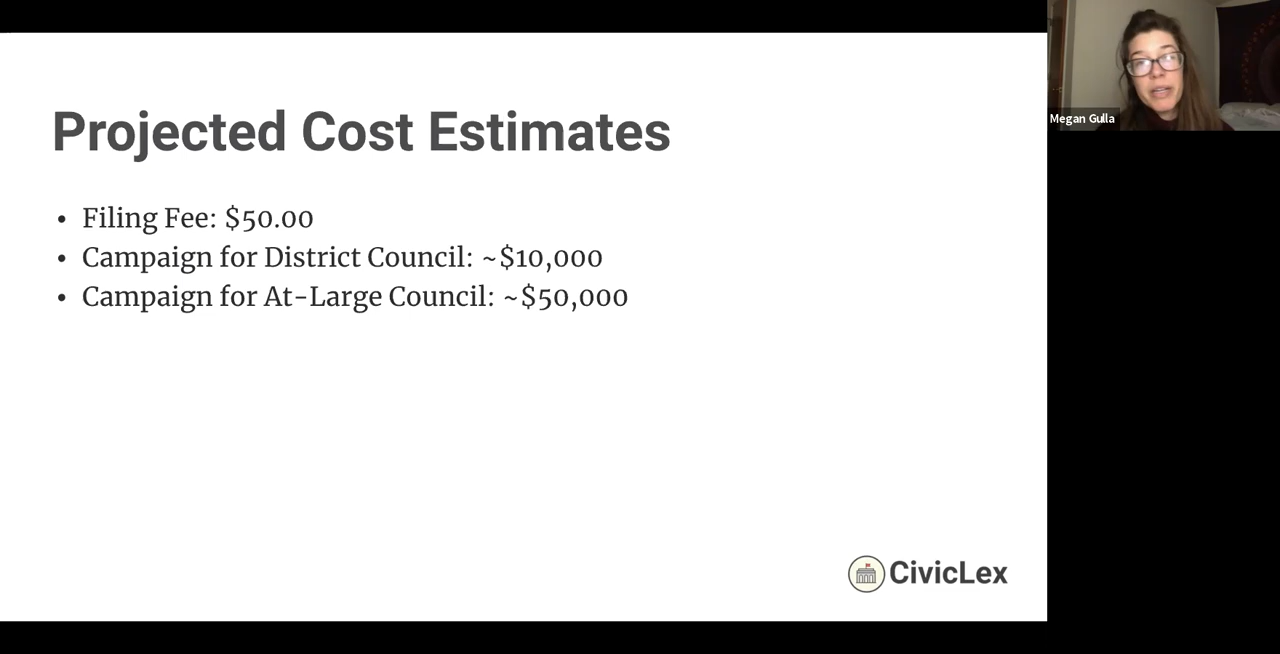 Projected Cost Estimates
• Filing Fee: $50.00
• Campaign for District Council: ~$10,000
• Campaign for At-Large Council: ~$50,000
CivicLex
Megan Gulla